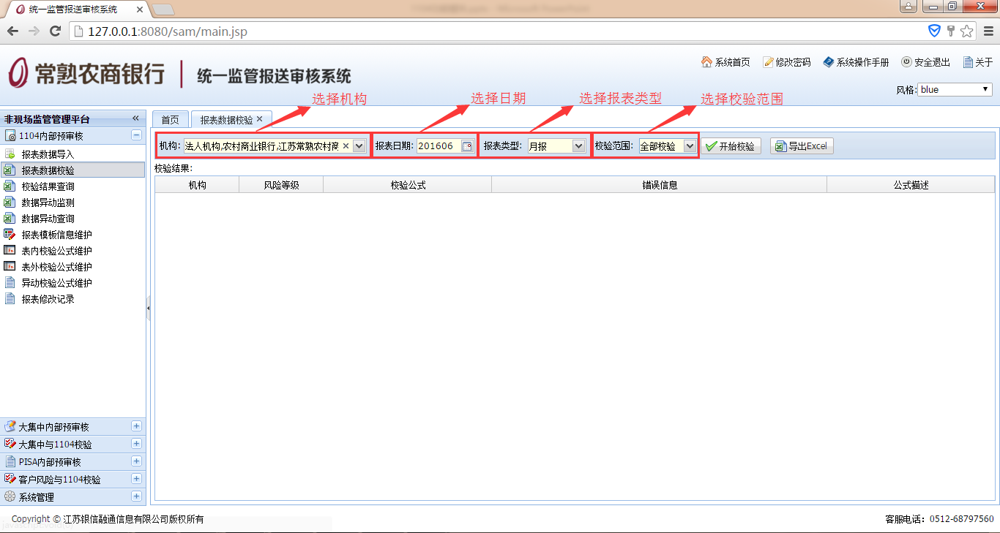 统一监管报送审核系统
127.0.0.1:8080/sam/main.jsp
常熟农商银行 统一监管报送审核系统
系统首页 修改密码 系统操作手册 安全退出 关于
风格: blue
选择机构 选择日期 选择报表类型 选择校验范围
非现场监管管理平台
1104内部预审核
报表数据导入
报表数据校验
校验结果查询
数据异动监测
数据异动查询
报表模板信息维护
表内校验公式维护
表外校验公式维护
异动校验公式维护
报表修改记录
大集中内部预审核
大集中与1104校验
PISA内部预审核
客户风险与1104校验
系统管理
首页 报表数据校验
机构: 法人机构,农村商业银行,江苏常熟农村商 报表日期: 201606 报表类型: 月报 校验范围: 全部校验 开始校验 导出Excel
校验结果:
机构 风险等级 校验公式 错误信息 公式描述
Copyright © 江苏银信融通信息有限公司版权所有
客服电话：0512-68797560